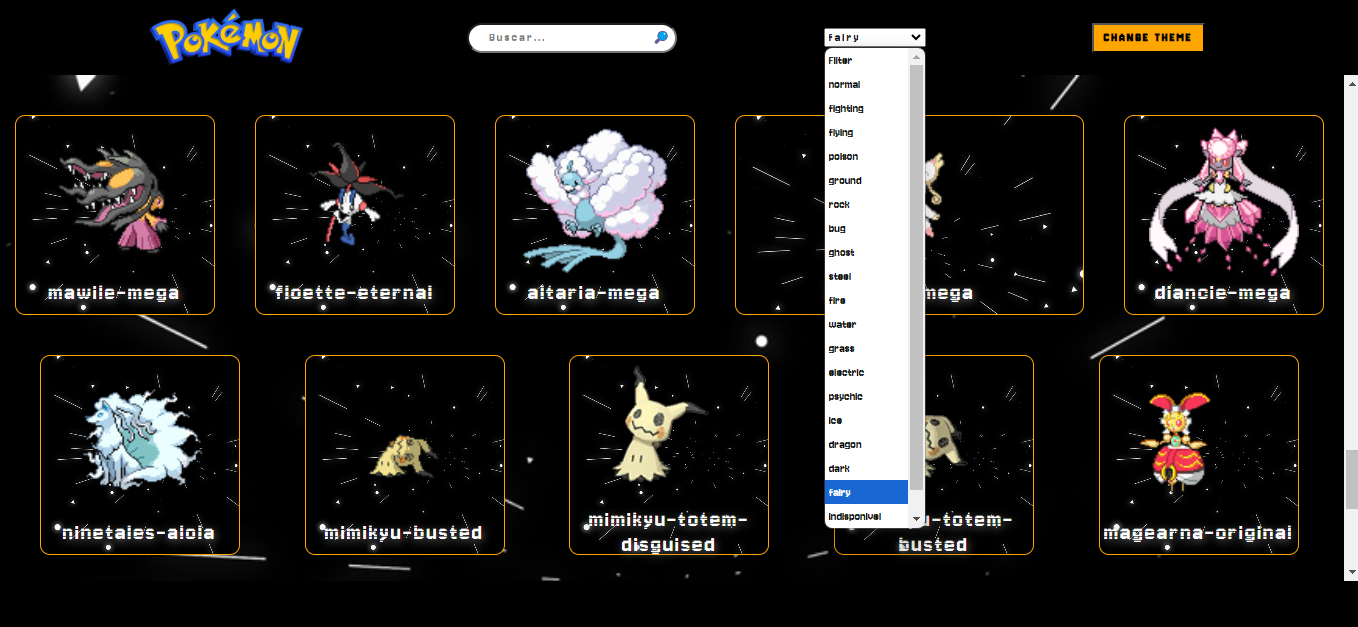 Pokémon
Buscar...
fairy
CHANGE THEME
Filter
normal
fighting
flying
poison
ground
rock
bug
ghost
steel
fire
water
grass
electric
psychic
ice
dragon
dark
fairy
indisponivel
mawile-mega
floette-eternal
altaria-mega
mega
diancie-mega
ninetales-alola
mimikyu-busted
mimikyu-totem-
disguised
u-totem-
busted
magearna-original